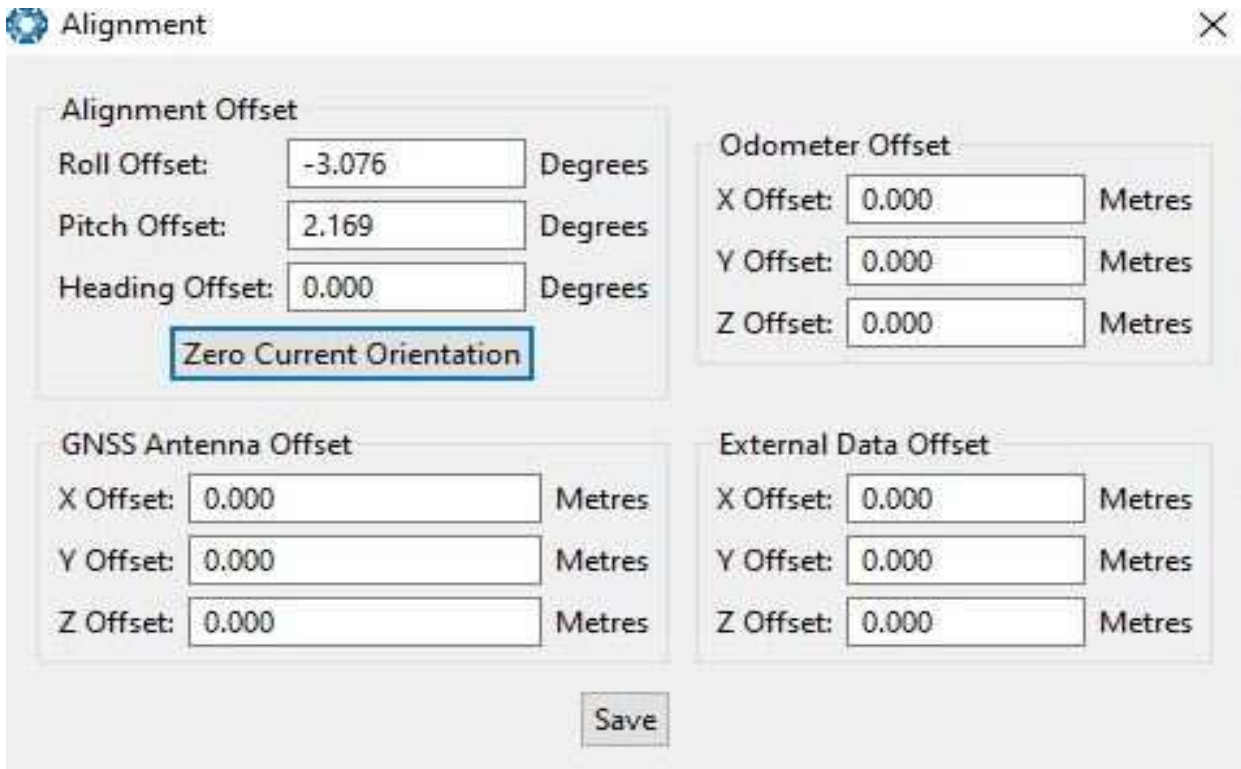 Alignment
Alignment Offset
Roll Offset: -3.076 Degrees
Pitch Offset: 2.169 Degrees
Heading Offset: 0.000 Degrees
Zero Current Orientation
Odometer Offset
X Offset: 0.000 Metres
Y Offset: 0.000 Metres
Z Offset: 0.000 Metres
GNSS Antenna Offset
X Offset: 0.000 Metres
Y Offset: 0.000 Metres
Z Offset: 0.000 Metres
External Data Offset
X Offset: 0.000 Metres
Y Offset: 0.000 Metres
Z Offset: 0.000 Metres
Save